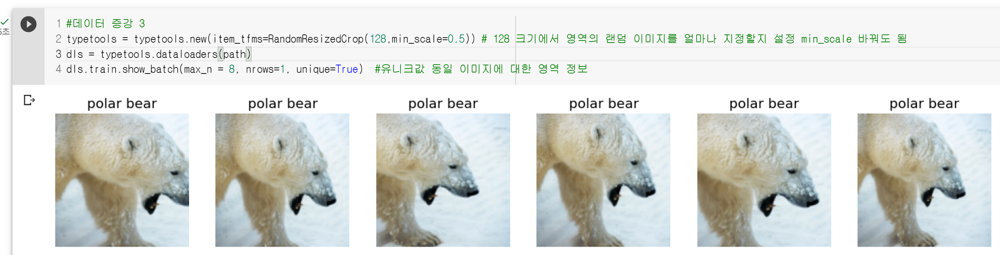 1 #데이터 증강 3
5초
2 typetools = typetools.new(item_tfms=RandomResizedCrop(128,min_scale=0.5)) # 128 크기에서 영역의 랜덤 이미지를 얼마나 지정할지 설정 min_scale 바꿔도 됨
3 dls = typetools.dataloaders(path)
4 dls.train.show_batch(max_n = 8, nrows=1, unique=True)  #유니크값 동일 이미지에 대한 영역 정보
polar bear polar bear polar bear polar bear polar bear polar bear